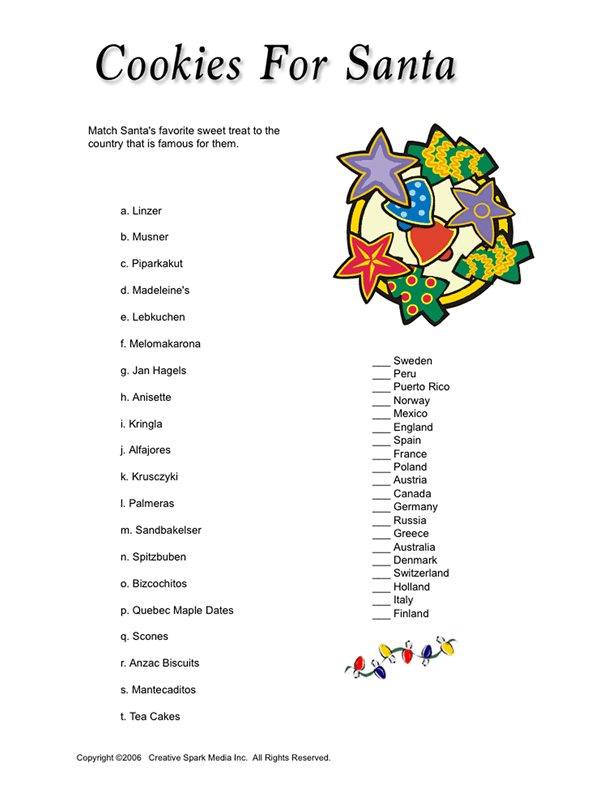 Cookies For Santa
Match Santa's favorite sweet treat to the
country that is famous for them.
a. Linzer
b. Musner
c. Piparkakut
d. Madeleine's
e. Lebkuchen
f. Melomakarona
g. Jan Hagels
h. Anisette
i. Kringla
j. Alfajores
k. Krusczyki
l. Palmeras
m. Sandbakelser
n. Spitzbuben
o. Bizcochitos
p. Quebec Maple Dates
q. Scones
r. Anzac Biscuits
s. Mantecaditos
t. Tea Cakes
___ Sweden
___ Peru
___ Puerto Rico
___ Norway
___ Mexico
___ England
___ Spain
___ France
___ Poland
___ Austria
___ Canada
___ Germany
___ Russia
___ Greece
___ Australia
___ Denmark
___ Switzerland
___ Holland
___ Italy
___ Finland
Copyright ©2006 Creative Spark Media Inc. All Rights Reserved.